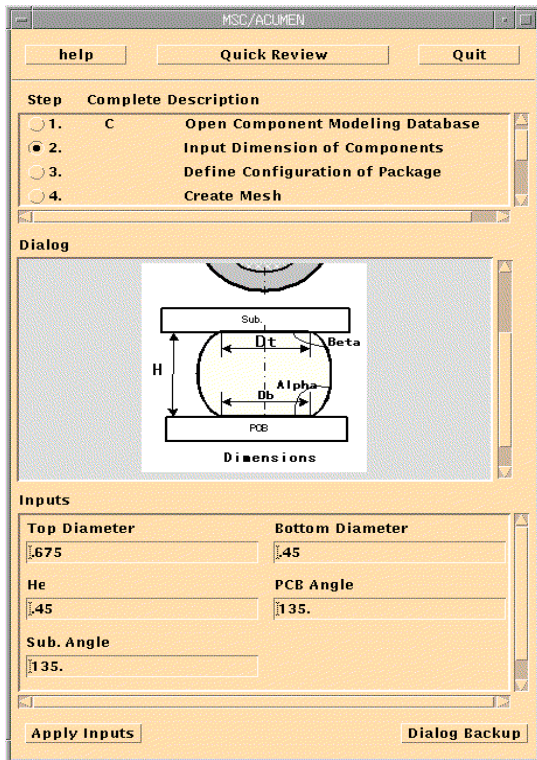 MSC/ACUMEN
help Quick Review Quit
Step Complete Description
1. C Open Component Modeling Database
2. Input Dimension of Components
3. Define Configuration of Package
4. Create Mesh
Dialog
Sub.
Dt Beta
H
Alpha
Db
PCB
Dimensions
Inputs
Top Diameter Bottom Diameter
.675 .45
He PCB Angle
.45 135.
Sub. Angle
135.
Apply Inputs Dialog Backup